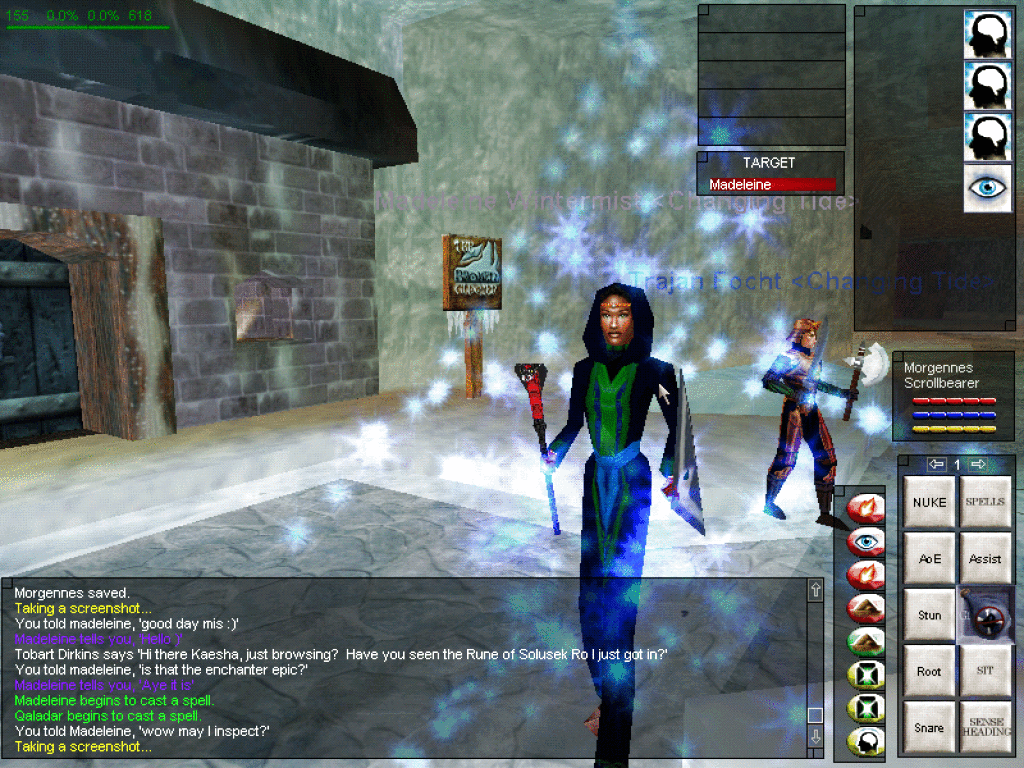 155 0.0% 0.0% 618
TARGET
Madeleine
Madeleine Wintermist <Changing Tide>
Trajan Focht <Changing Tide>
THE
BROKEN
Morgennes
Scrollbearer
1
NUKE SPELLS
AoE Assist
Stun
Root SIT
Snare SENSE HEADING
Morgennes saved.
Taking a screenshot...
You told madeleine, 'good day mis :)'
Madeleine tells you, 'Hello'
Tobart Dirkins says 'Hi there Kaesha, just browsing? Have you seen the Rune of Solusek Ro I just got in?'
You told madeleine, 'is that the enchanter epic?'
Madeleine tells you, 'Aye it is'
Madeleine begins to cast a spell.
Qaladar begins to cast a spell.
You told Madeleine, 'wow may I inspect?'
Taking a screenshot...